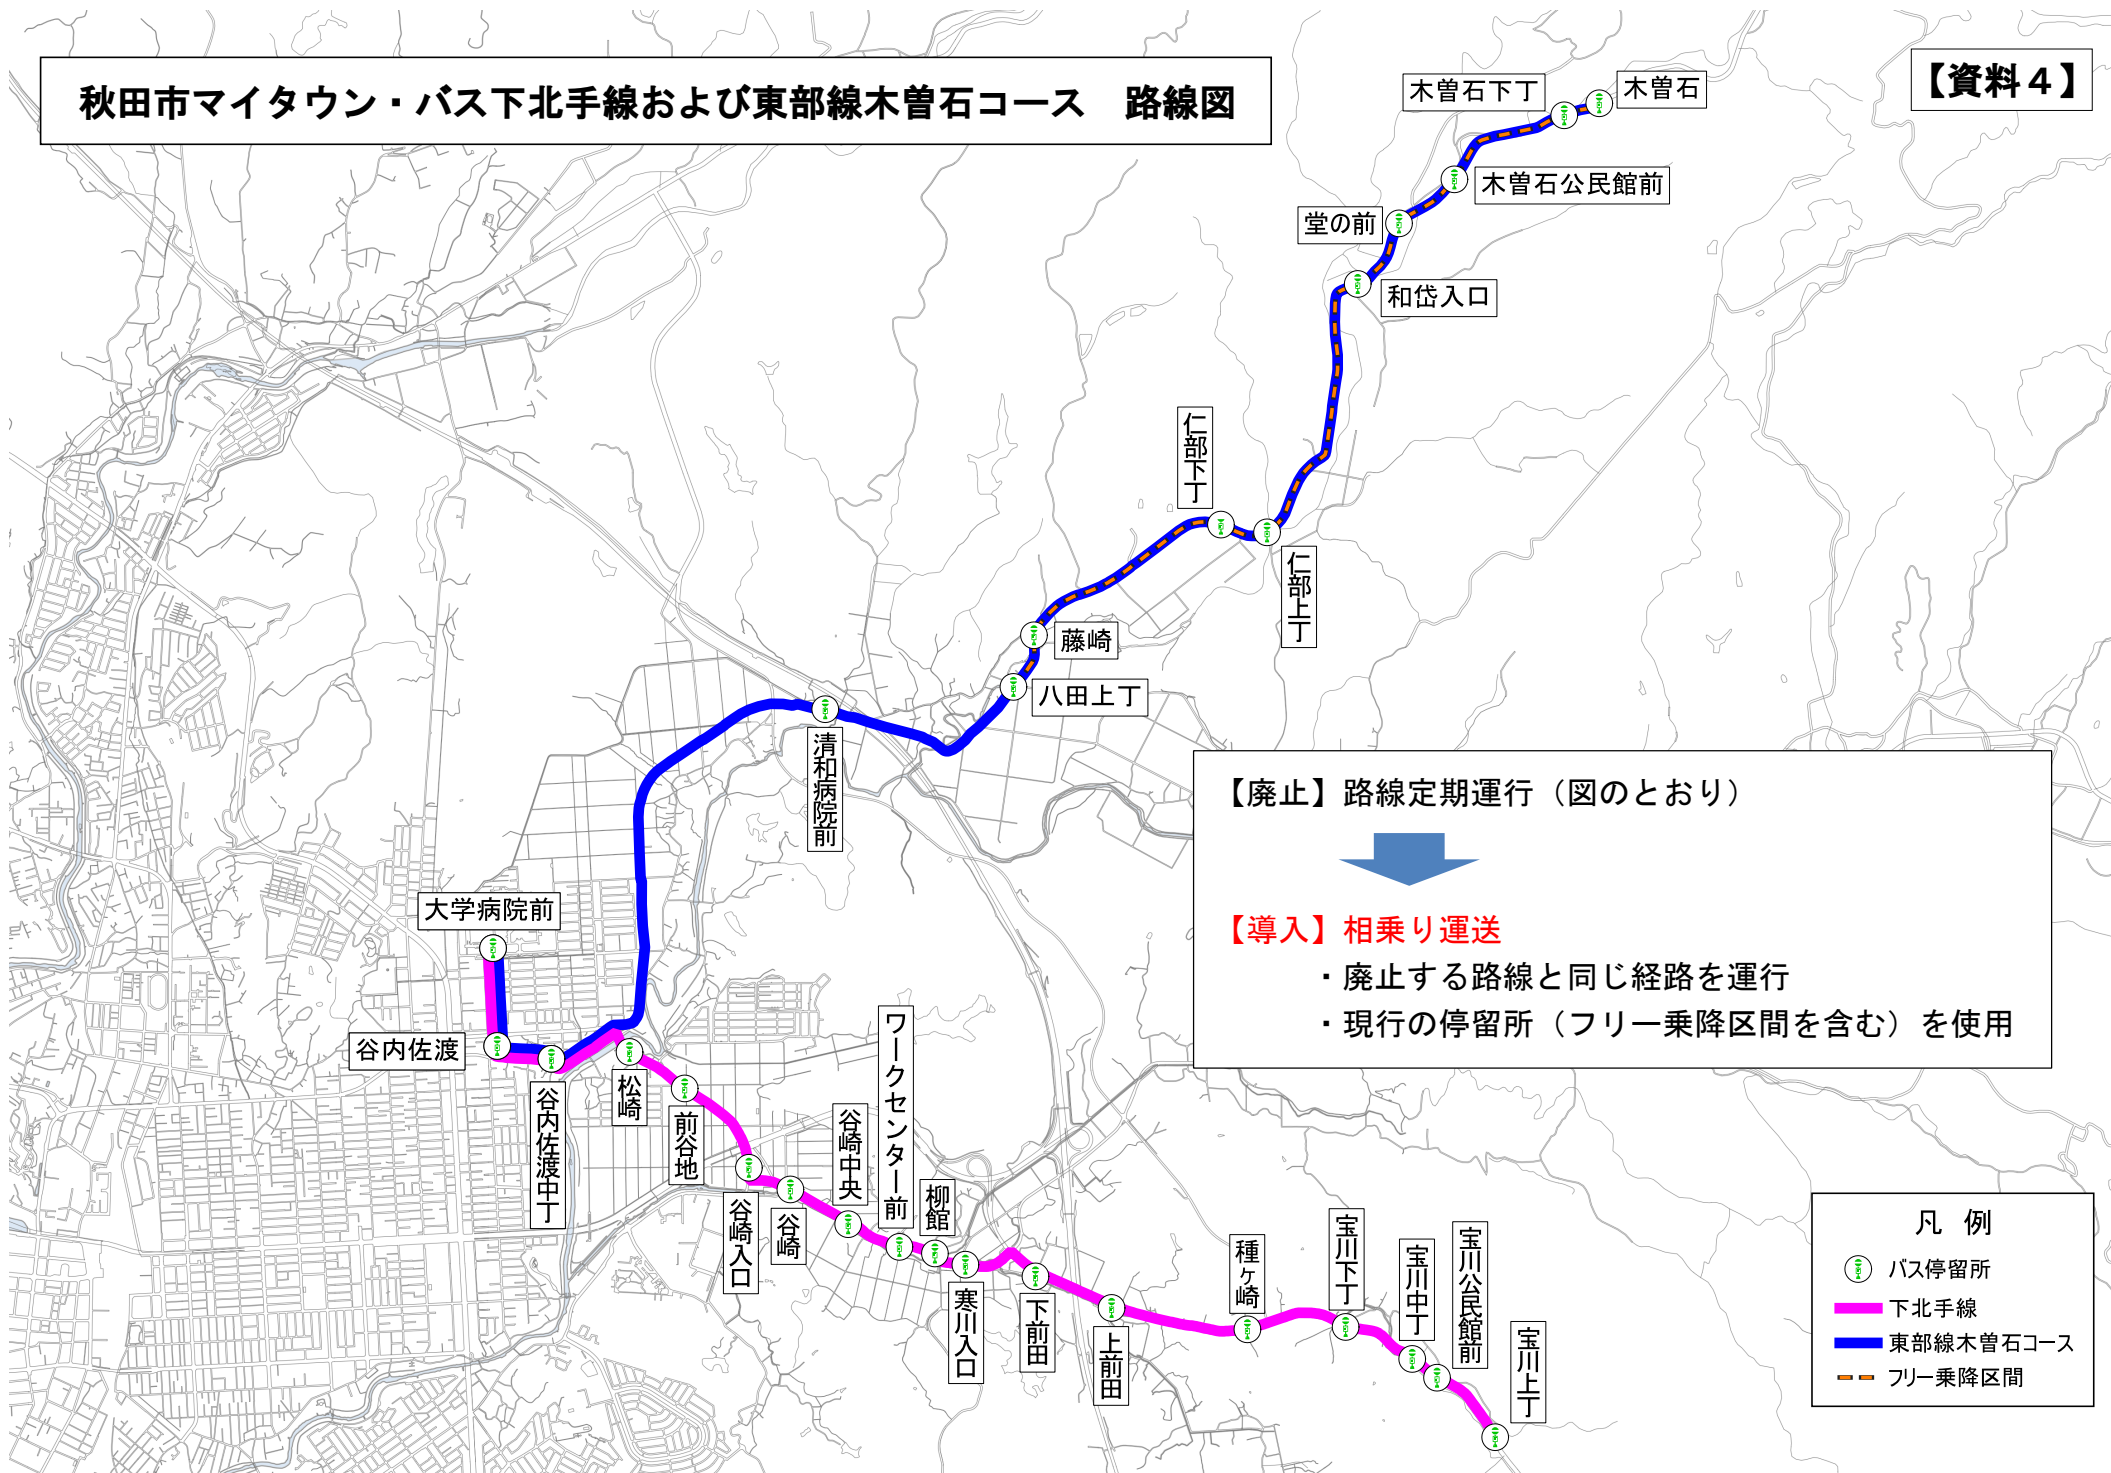 秋田市マイタウン・バス下北手線および東部線木曽石コース　路線図
【資料４】
木曽石下丁
木曽石
木曽石公民館前
堂の前
和岱入口
仁部下丁
仁部上丁
藤崎
八田上丁
清和病院前
【廃止】路線定期運行（図のとおり）
【導入】相乗り運送
・廃止する路線と同じ経路を運行
・現行の停留所（フリー乗降区間を含む）を使用
大学病院前
谷内佐渡
谷内佐渡中丁
松崎
前谷地
谷崎入口
谷崎
谷崎中央
ワークセンター前
柳館
寒川入口
下前田
上前田
種ヶ崎
宝川下丁
宝川中丁
宝川公民館前
宝川上丁
凡　例
バス停留所
下北手線
東部線木曽石コース
フリー乗降区間